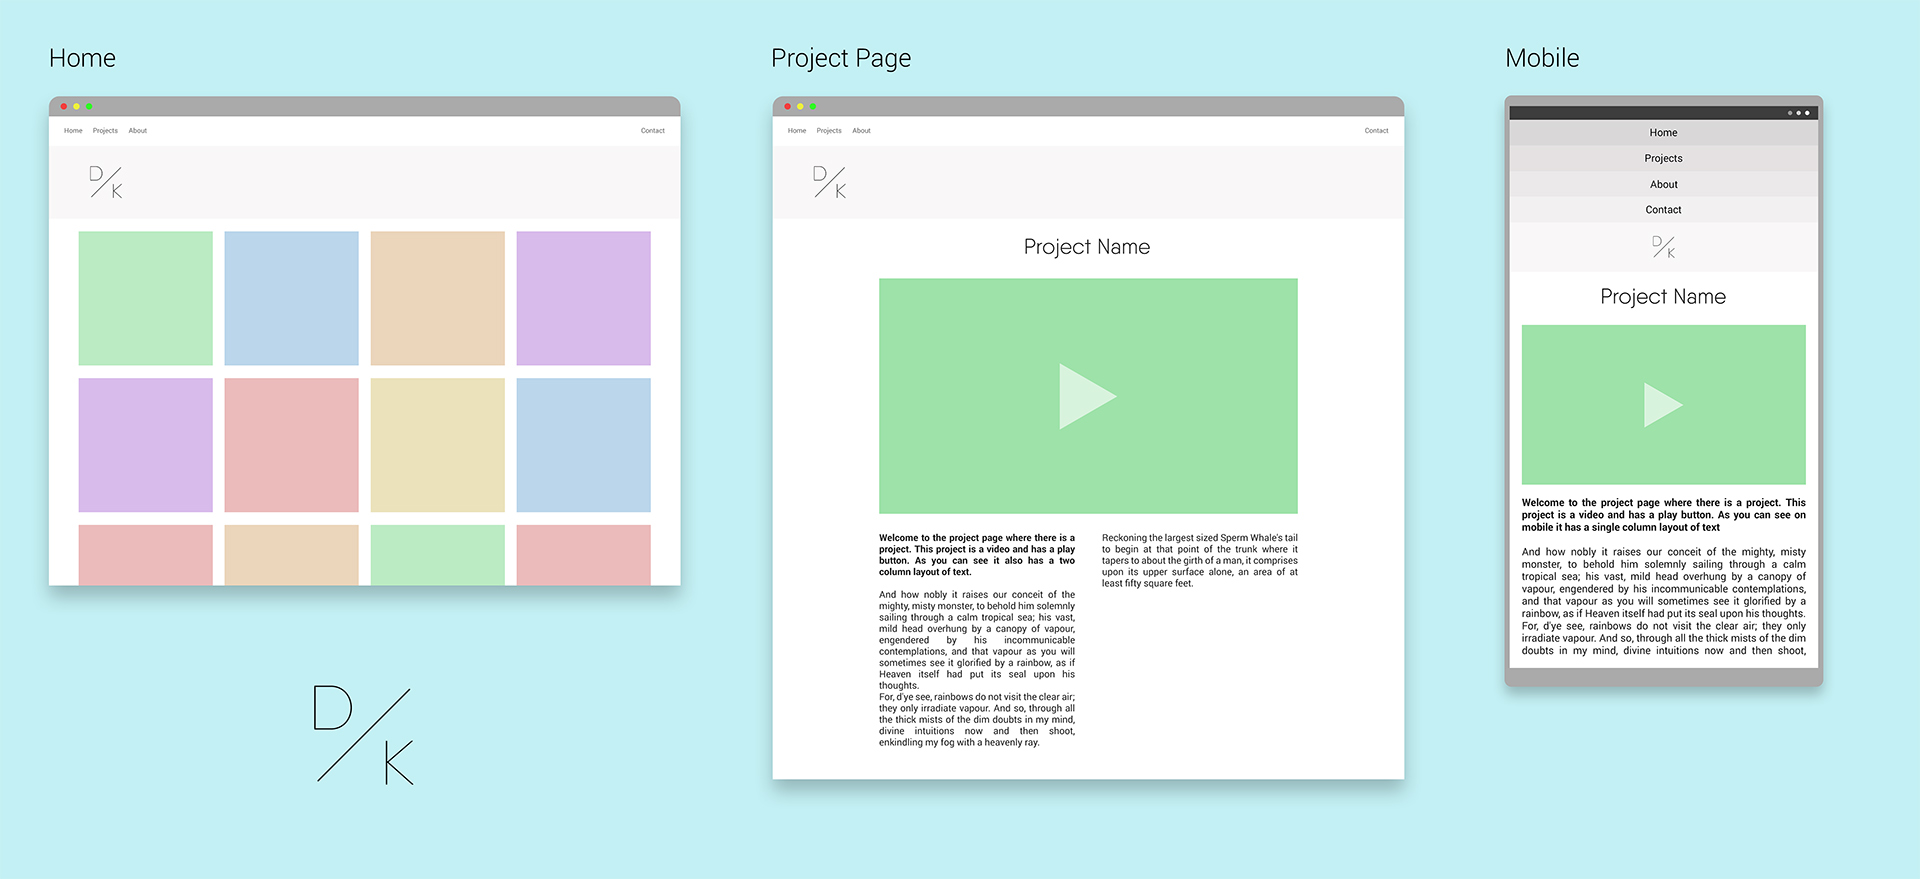 Home
Home Projects About Contact
D/K
D/K
Project Page
Home Projects About Contact
D/K
Project Name
Welcome to the project page where there is a
project. This project is a video and has a play
button. As you can see it also has a two
column layout of text.
And how nobly it raises our conceit of the
mighty, misty monster, to behold him solemnly
sailing through a calm tropical sea; his vast,
mild head overhung by a canopy of vapour,
engendered by his incommunicable
contemplations, and that vapour as you will
sometimes see it glorified by a rainbow, as if
Heaven itself had put its seal upon his
thoughts.
For, d'ye see, rainbows do not visit the clear air;
they only irradiate vapour. And so, through all
the thick mists of the dim doubts in my mind,
divine intuitions now and then shoot,
enkindling my fog with a heavenly ray.
Reckoning the largest sized Sperm Whale's tail
to begin at that point of the trunk where it
tapers to about the girth of a man, it comprises
upon its upper surface alone, an area of at
least fifty square feet.
Mobile
Home
Projects
About
Contact
D/K
Project Name
Welcome to the project page where there is a project. This
project is a video and has a play button. As you can see on
mobile it has a single column layout of text
And how nobly it raises our conceit of the mighty, misty
monster, to behold him solemnly sailing through a calm
tropical sea; his vast, mild head overhung by a canopy of
vapour, engendered by his incommunicable contemplations,
and that vapour as you will sometimes see it glorified by a
rainbow, as if Heaven itself had put its seal upon his thoughts.
For, d'ye see, rainbows do not visit the clear air; they only
irradiate vapour. And so, through all the thick mists of the dim
doubts in my mind, divine intuitions now and then shoot,